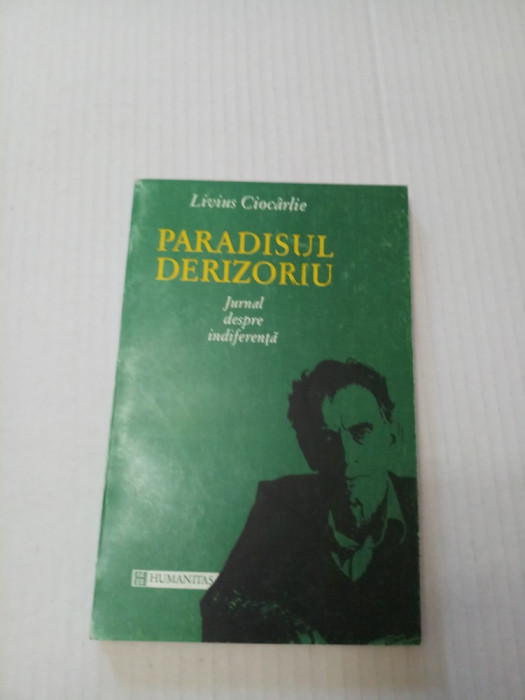 Livius Ciocârlie
PARADISUL
DERIZORIU
Jurnal
despre
indiferență
HUMANITAS